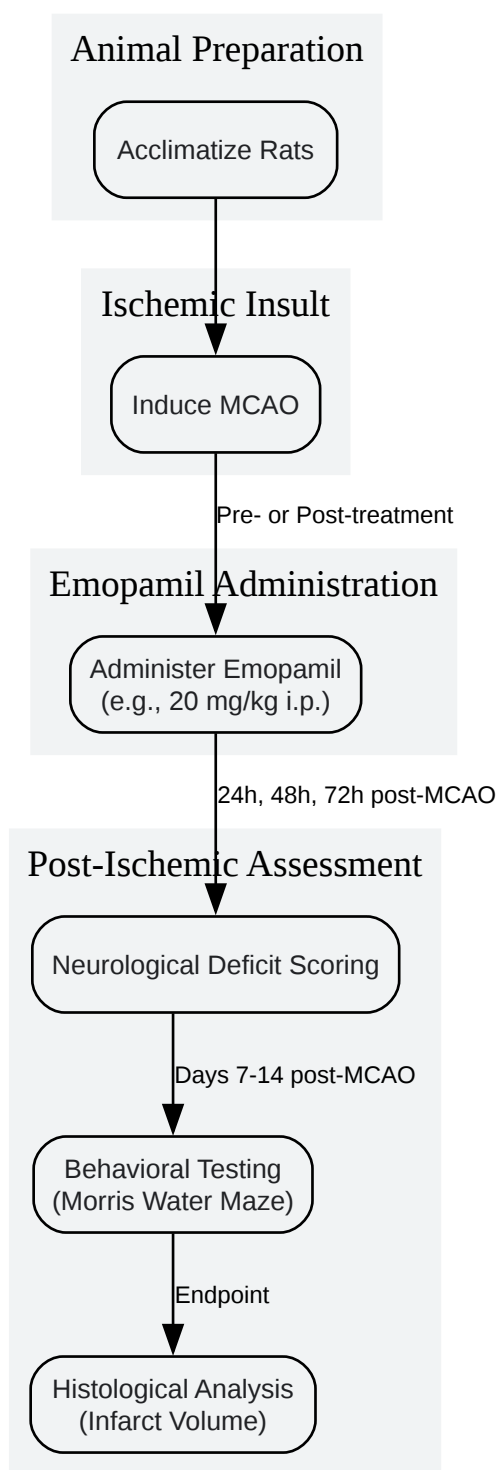 Animal Preparation
Acclimatize Rats
Ischemic Insult
Induce MCAO
Pre- or Post-treatment
Emopamil Administration
Administer Emopamil
(e.g., 20 mg/kg i.p.)
24h, 48h, 72h post-MCAO
Post-Ischemic Assessment
Neurological Deficit Scoring
Days 7-14 post-MCAO
Behavioral Testing
(Morris Water Maze)
Endpoint
Histological Analysis
(Infarct Volume)